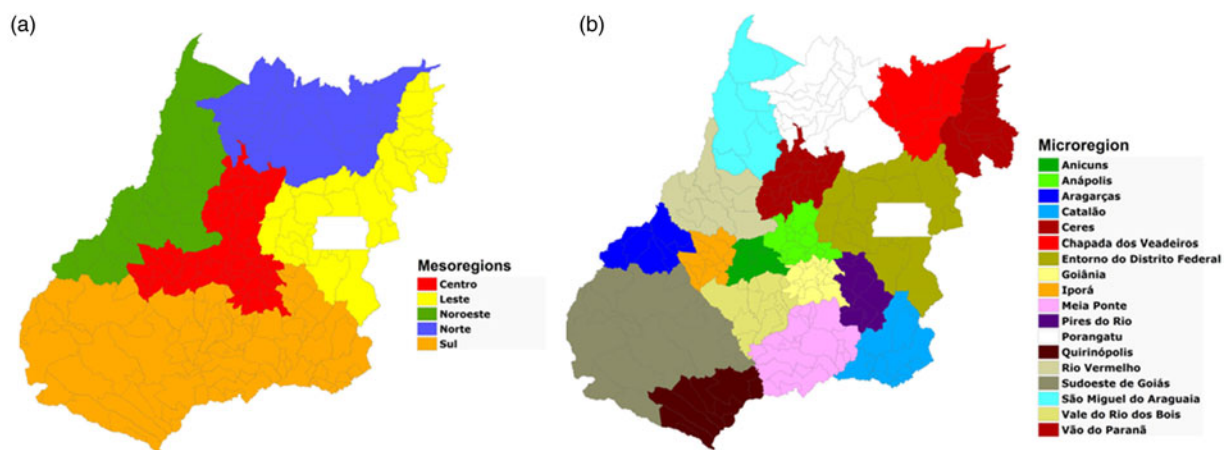 (a)
Mesoregions
Centro
Leste
Noroeste
Norte
Sul
(b)
Microregion
Anicuns
Anápolis
Aragarças
Catalão
Ceres
Chapada dos Veadeiros
Entorno do Distrito Federal
Goiânia
Iporá
Meia Ponte
Pires do Rio
Porangatu
Quirinópolis
Rio Vermelho
Sudoeste de Goiás
São Miguel do Araguaia
Vale do Rio dos Bois
Vão do Paranã